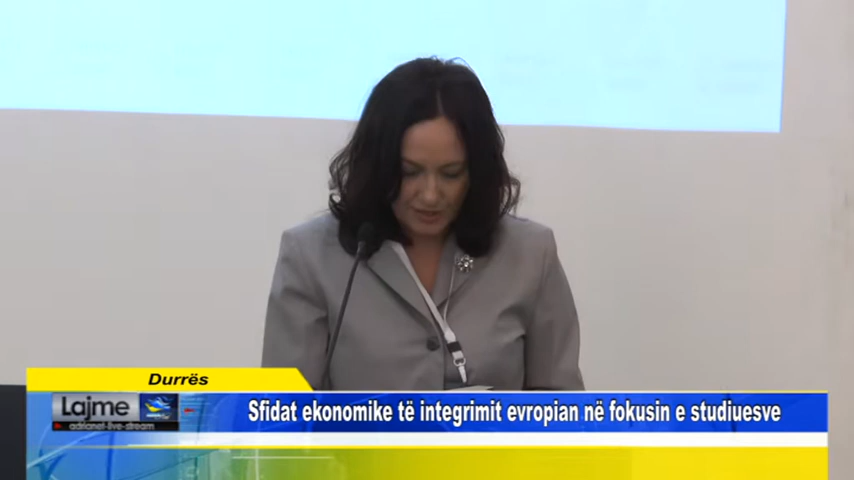 Durrës
Lajme
adrianet-live-stream
Sfidat ekonomike të integrimit evropian në fokusin e studiuesve